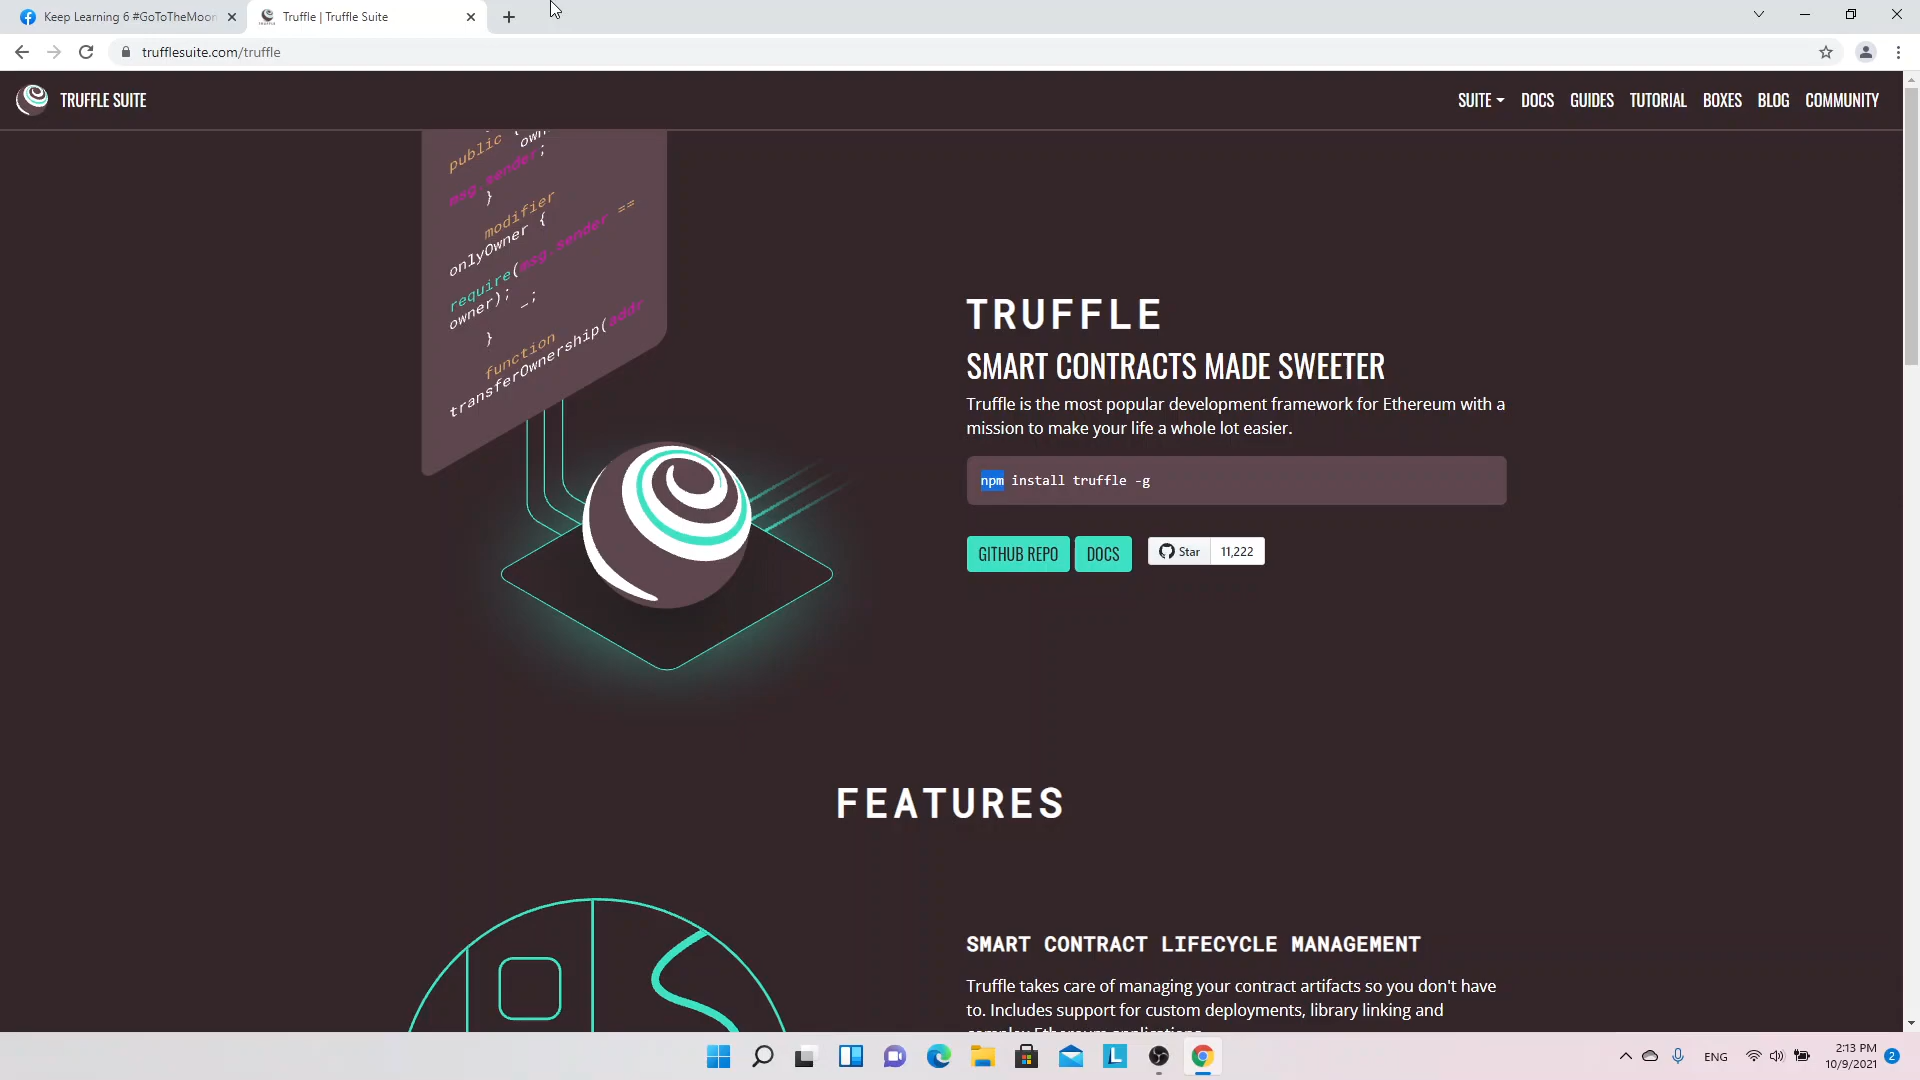 Keep Learning 6 #GoToTheMoon
Truffle | Truffle Suite
trufflesuite.com/truffle
TRUFFLE SUITE
SUITE
DOCS
GUIDES
TUTORIAL
BOXES
BLOG
COMMUNITY
public
msg.sender;
}
modifier
onlyOwner {
require(msg.sender ==
owner); _;
}
function
transferOwnership(addr
TRUFFLE
SMART CONTRACTS MADE SWEETER
Truffle is the most popular development framework for Ethereum with a
mission to make your life a whole lot easier.
npm install truffle -g
GITHUB REPO
DOCS
Star
11,222
FEATURES
SMART CONTRACT LIFECYCLE MANAGEMENT
Truffle takes care of managing your contract artifacts so you don't have
to. Includes support for custom deployments, library linking and
complex Ethereum applications.
L
ENG
2:13 PM
10/9/2021
2